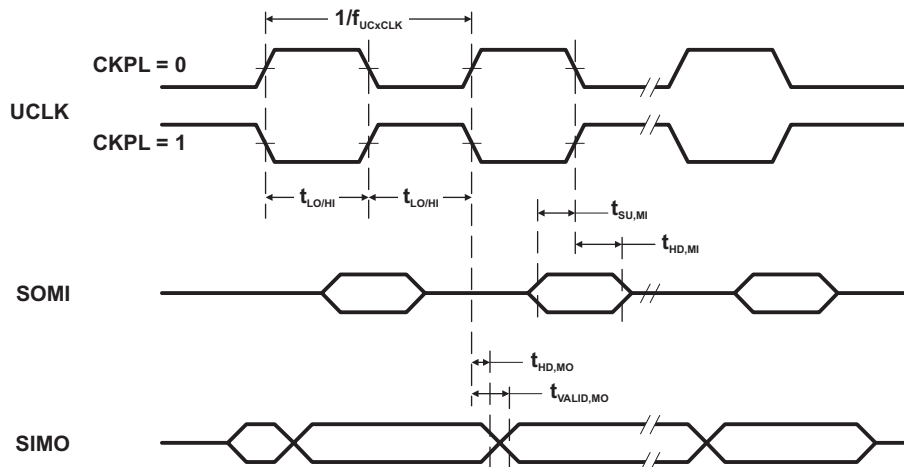 1/fUCxCLK
CKPL = 0
UCLK
CKPL = 1
tLO/HI tLO/HI
tSU,MI
tHD,MI
SOMI
tHD,MO
tVALID,MO
SIMO